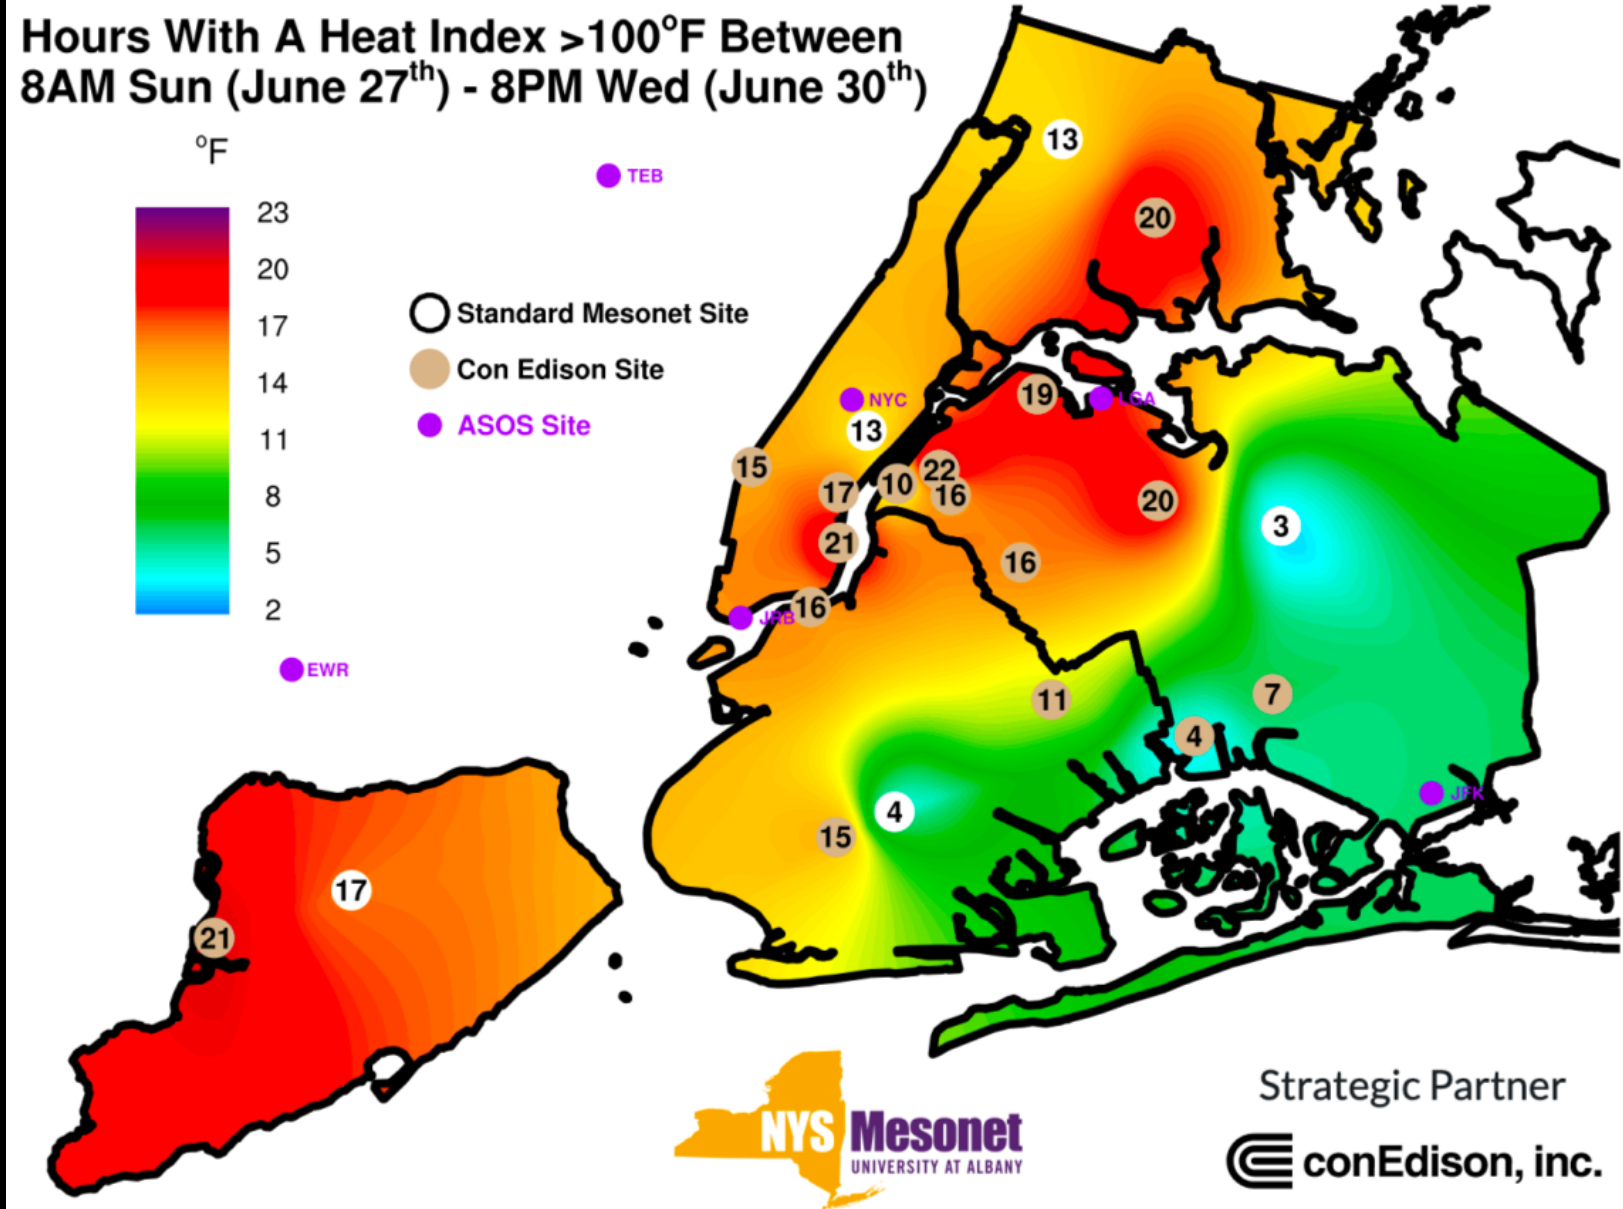 Hours With A Heat Index >100°F Between
8AM Sun (June 27th) - 8PM Wed (June 30th)
°F
23
20
17
14
11
8
5
2
Standard Mesonet Site
Con Edison Site
ASOS Site
TEB
NYC
LGA
JRB
EWR
JFK
13
20
19
13
15
17
10
22
16
20
21
16
3
16
11
7
4
4
15
17
21
NYS Mesonet
UNIVERSITY AT ALBANY
Strategic Partner
conEdison, inc.